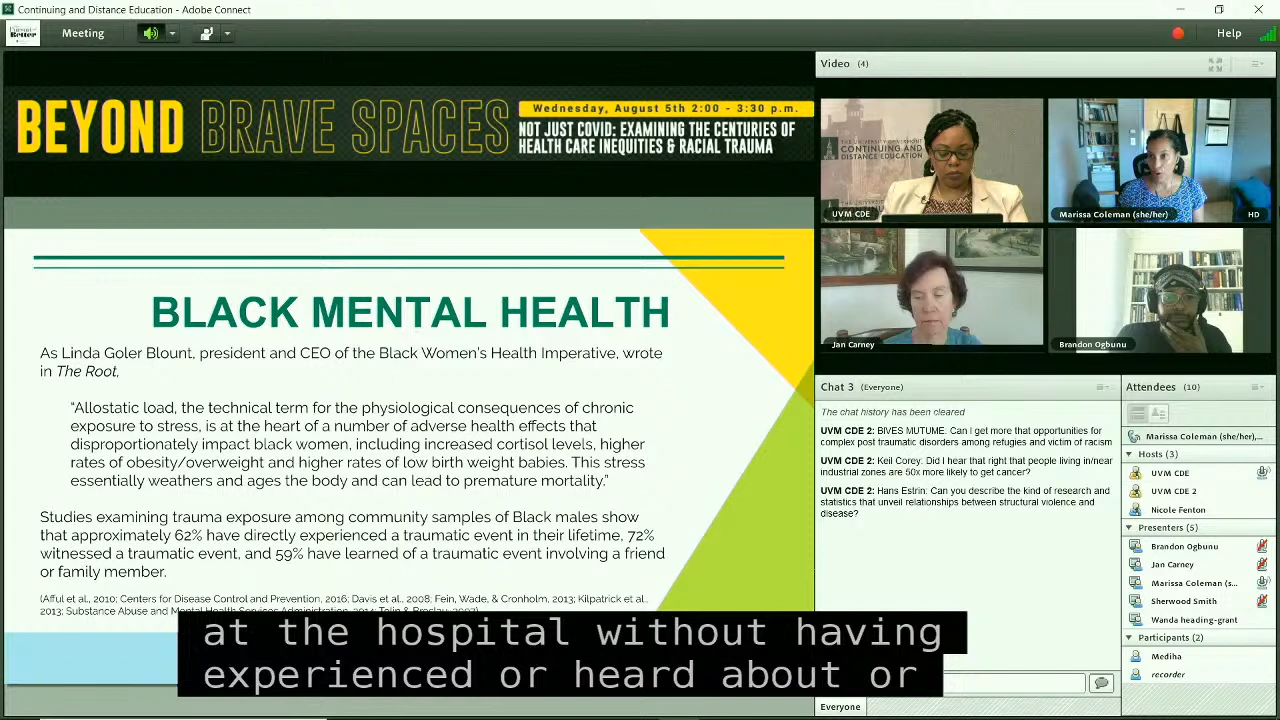 Continuing and Distance Education - Adobe Connect
Meeting
Help
BEYOND BRAVE SPACES
Wednesday, August 5th 2:00 - 3:30 p.m.
NOT JUST COVID: EXAMINING THE CENTURIES OF
HEALTH CARE INEQUITIES & RACIAL TRAUMA
BLACK MENTAL HEALTH
As Linda Goler Blount, president and CEO of the Black Women's Health Imperative, wrote
in The Root,
“Allostatic load, the technical term for the physiological consequences of chronic
exposure to stress, is at the heart of a number of adverse health effects that
disproportionately impact black women, including increased cortisol levels, higher
rates of obesity/overweight and higher rates of low birth weight babies. This stress
essentially weathers and ages the body and can lead to premature mortality.”
Studies examining trauma exposure among community samples of Black males show
that approximately 62% have directly experienced a traumatic event in their lifetime, 72%
witnessed a traumatic event, and 59% have learned of a traumatic event involving a friend
or family member.
(Afful et al., 2010; Centers for Disease Control and Prevention, 2016; Davis et al., 2008; Fein, Wade, & Cronholm, 2013; Kilpatrick et al.,
2013; Substance Abuse and Mental Health Services Administration, 2014;
at the hospital without having
experienced or heard about or
Video (4)
THE UNIVERSITY OF VERMONT
CONTINUING AND
DISTANCE EDUCATION
UVM CDE
Marissa Coleman (she/her)
HD
Jan Carney
Brandon Ogbunu
Chat 3 (Everyone)
The chat history has been cleared
UVM CDE 2: BIVES MUTUME. Can I get more that opportunities for
complex post traumatic disorders among refugies and victim of racism
UVM CDE 2: Keil Corey: Did I hear that right that people living in/near
industrial zones are 50x more likely to get cancer?
UVM CDE 2: Hans Estrin: Can you describe the kind of research and
statistics that unveil relationships between structural violence and
disease?
Everyone
Attendees (10)
Marissa Coleman (she/her),...
Hosts (3)
UVM CDE
UVM CDE 2
Nicole Fenton
Presenters (5)
Brandon Ogbunu
Jan Carney
Marissa Coleman (s...
Sherwood Smith
Wanda heading-grant
Participants (2)
Mediha
recorder